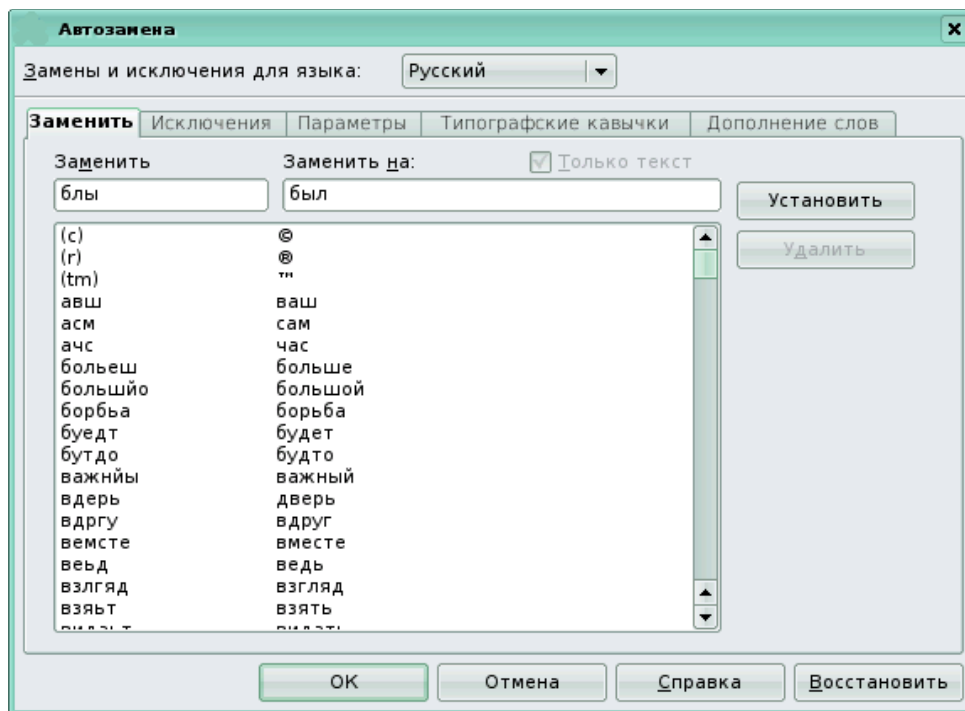 Автозамена
Замены и исключения для языка: Русский
Заменить Исключения Параметры Типографские кавычки Дополнение слов
Заменить Заменить на: Только текст
блы был Установить
(c) ©
(r) ® Удалить
(tm) ™
авш ваш
асм сам
ачс час
больеш больше
большйо большой
борбьа борьба
буедт будет
бутдо будто
важнйы важный
вдерь дверь
вдргу вдруг
вемсте вместе
веьд ведь
взлгяд взгляд
взяьт взять
OK Отмена Справка Восстановить